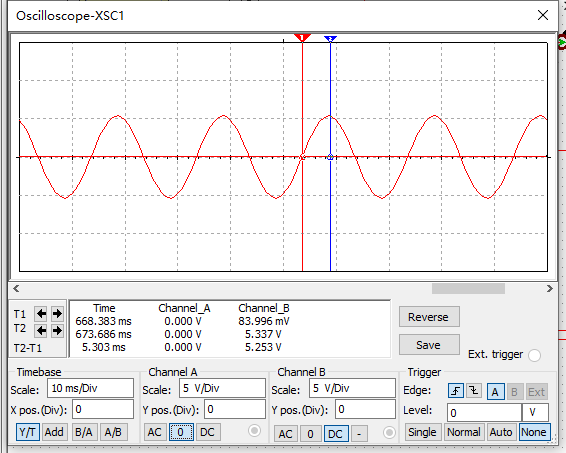 Oscilloscope-XSC1
1
2
T1
T2
T2-T1
Time Channel_A Channel_B
668.383 ms 0.000 V 83.996 mV
673.686 ms 0.000 V 5.337 V
5.303 ms 0.000 V 5.253 V
Reverse
Save
Ext. trigger
Timebase
Scale: 10 ms/Div
X pos.(Div): 0
Y/T Add B/A A/B
Channel A
Scale: 5 V/Div
Y pos.(Div): 0
AC 0 DC
Channel B
Scale: 5 V/Div
Y pos.(Div): 0
AC 0 DC -
Trigger
Edge: A B Ext
Level: 0 V
Single Normal Auto None